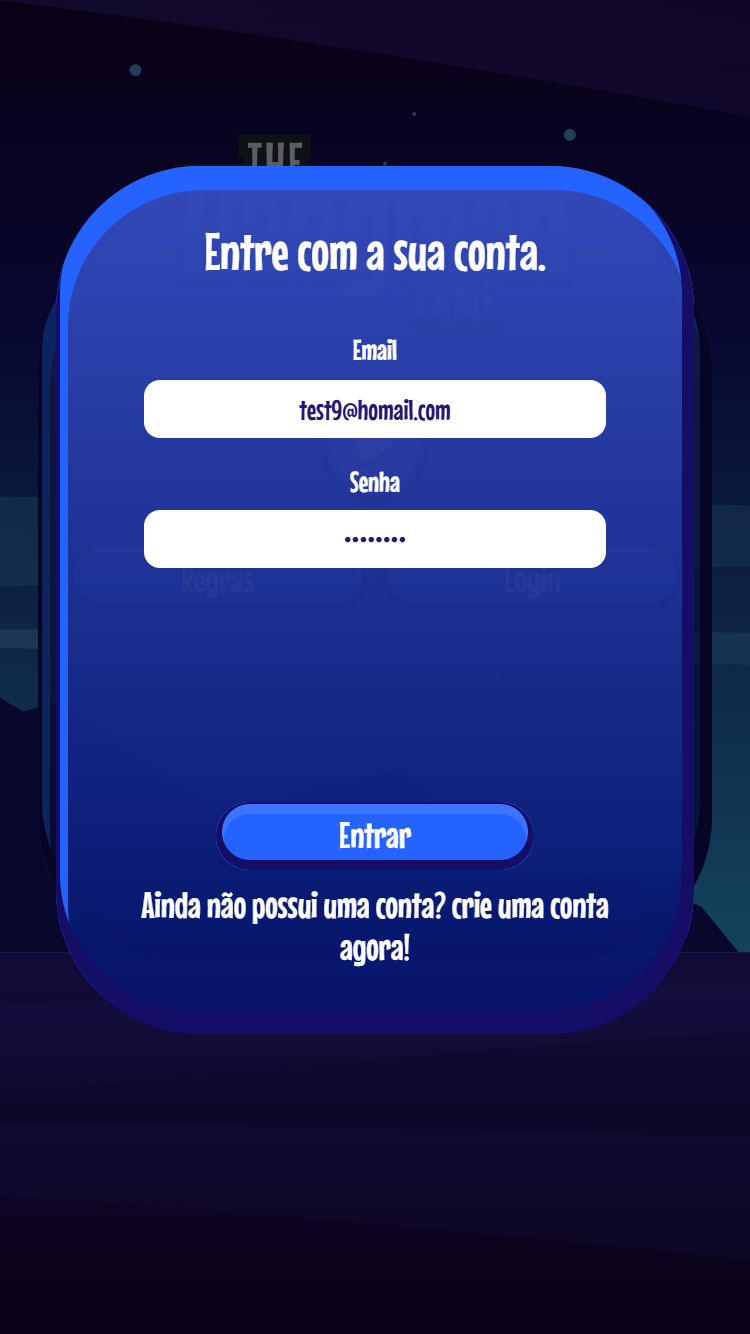 THE
Entre com a sua conta.
GAME
Email
test9@homail.com
Senha
••••••••
Regras Login
Entrar
Ainda não possui uma conta? crie uma conta
agora!